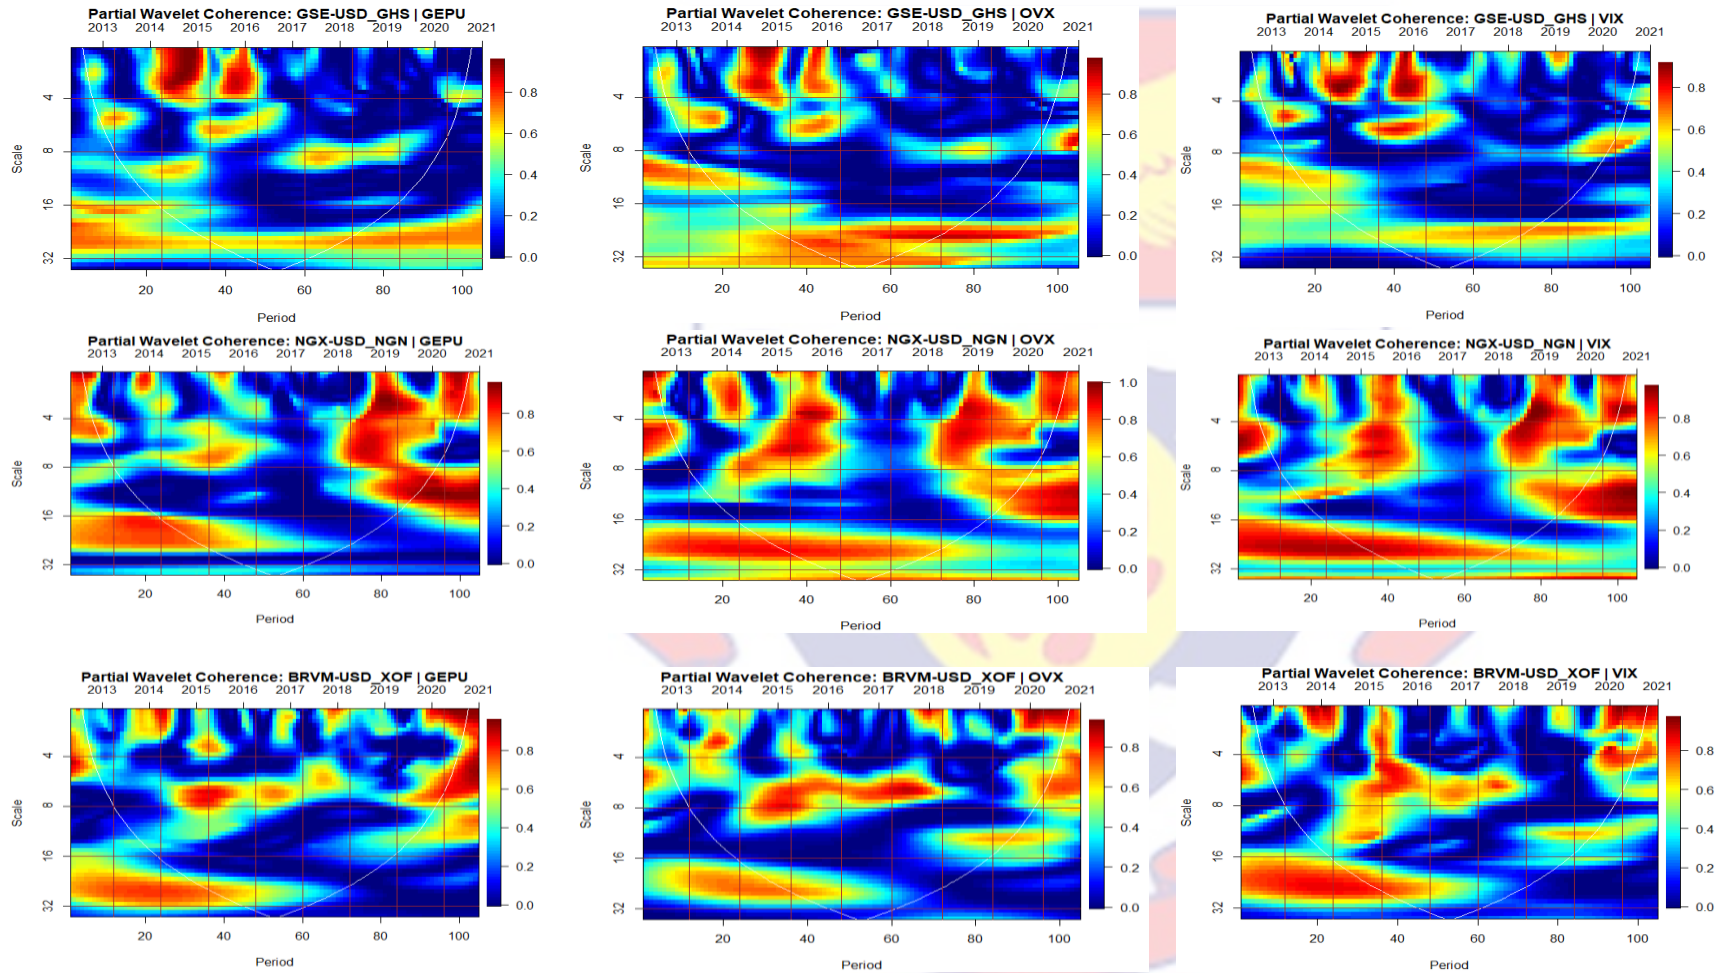 Partial Wavelet Coherence: GSE-USD_GHS | GEPU
2013 2014 2015 2016 2017 2018 2019 2020 2021
Scale
4
8
16
32
20 40 60 80 100
Period
0.8
0.6
0.4
0.2
0.0
Partial Wavelet Coherence: GSE-USD_GHS | OVX
2013 2014 2015 2016 2017 2018 2019 2020 2021
Scale
4
8
16
32
20 40 60 80 100
Period
0.8
0.6
0.4
0.2
0.0
Partial Wavelet Coherence: GSE-USD_GHS | VIX
2013 2014 2015 2016 2017 2018 2019 2020 2021
Scale
4
8
16
32
20 40 60 80 100
Period
0.8
0.6
0.4
0.2
0.0
Partial Wavelet Coherence: NGX-USD_NGN | GEPU
2013 2014 2015 2016 2017 2018 2019 2020 2021
Scale
4
8
16
32
20 40 60 80 100
Period
0.8
0.6
0.4
0.2
0.0
Partial Wavelet Coherence: NGX-USD_NGN | OVX
2013 2014 2015 2016 2017 2018 2019 2020 2021
Scale
4
8
16
32
20 40 60 80 100
Period
1.0
0.8
0.6
0.4
0.2
0.0
Partial Wavelet Coherence: NGX-USD_NGN | VIX
2013 2014 2015 2016 2017 2018 2019 2020 2021
Scale
4
8
16
32
20 40 60 80 100
Period
0.8
0.6
0.4
0.2
0.0
Partial Wavelet Coherence: BRVM-USD_XOF | GEPU
2013 2014 2015 2016 2017 2018 2019 2020 2021
Scale
4
8
16
32
20 40 60 80 100
Period
0.8
0.6
0.4
0.2
0.0
Partial Wavelet Coherence: BRVM-USD_XOF | OVX
2013 2014 2015 2016 2017 2018 2019 2020 2021
Scale
4
8
16
32
20 40 60 80 100
Period
0.8
0.6
0.4
0.2
0.0
Partial Wavelet Coherence: BRVM-USD_XOF | VIX
2013 2014 2015 2016 2017 2018 2019 2020 2021
Scale
4
8
16
32
20 40 60 80 100
Period
0.8
0.6
0.4
0.2
0.0